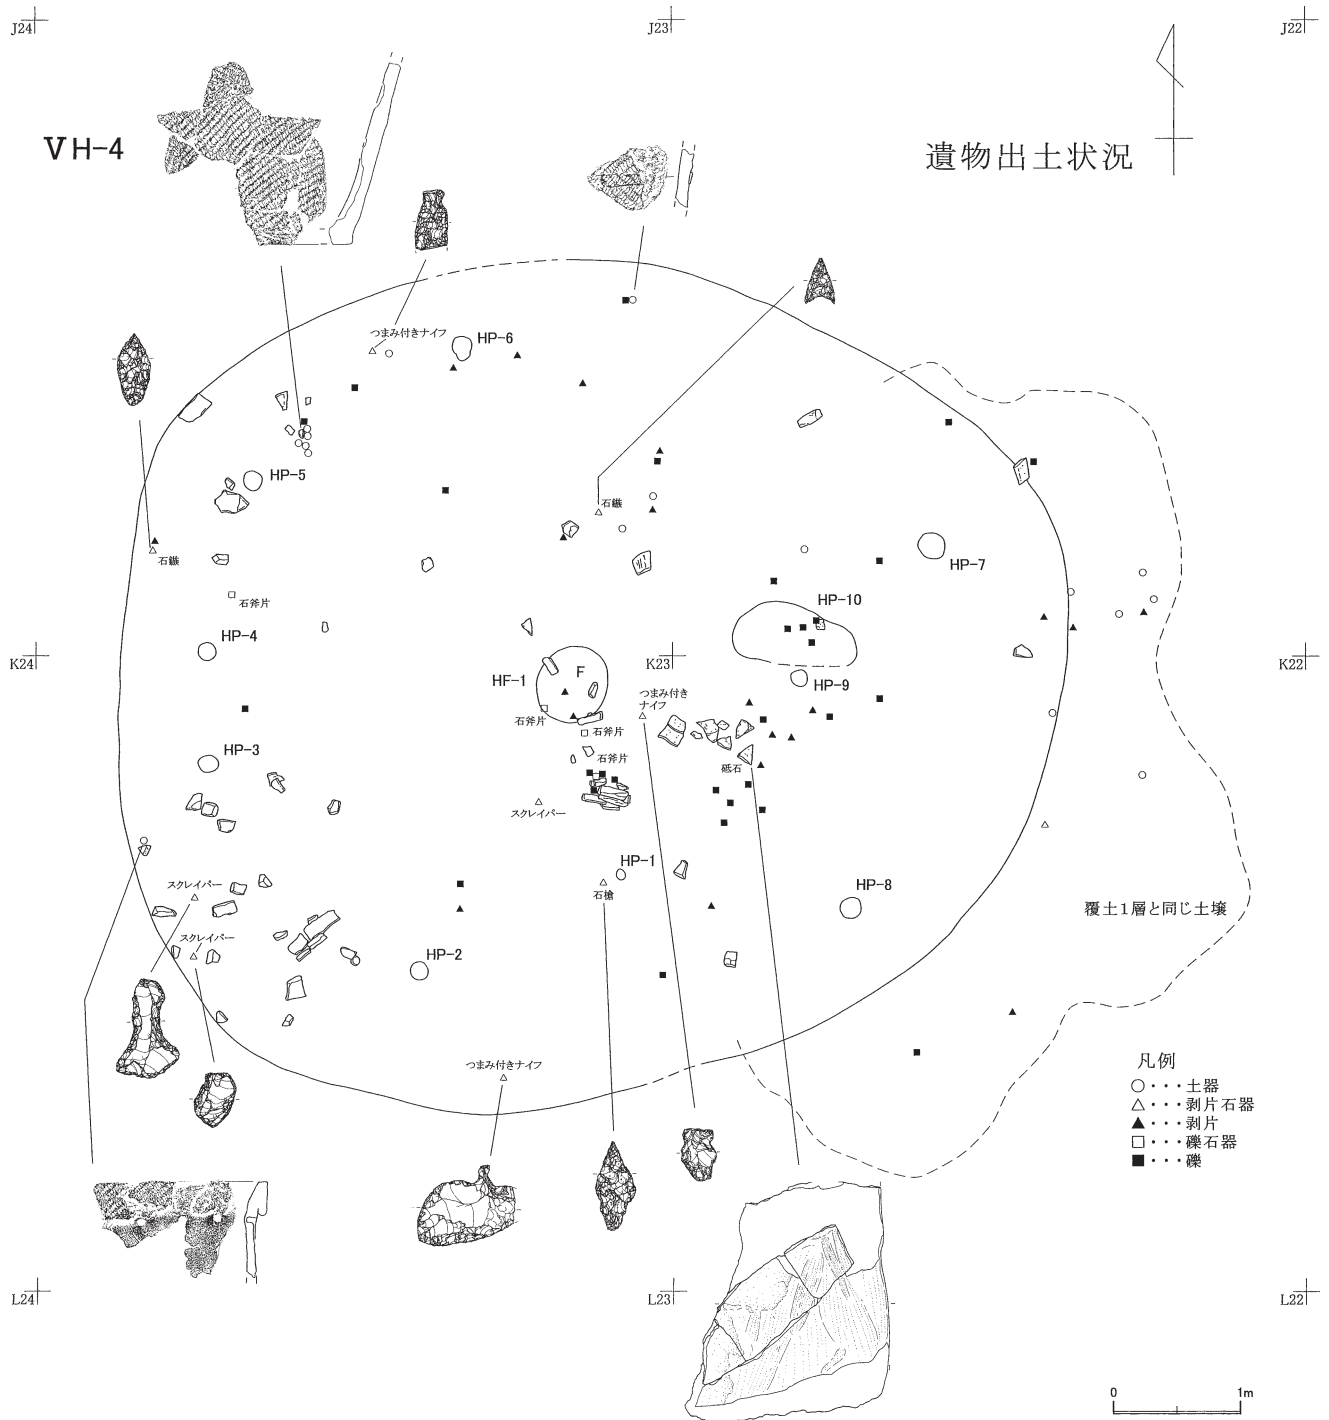 J24
J23
J22
ⅤH-4
遺物出土状況
つまみ付きナイフ
HP-6
HP-5
石鏃
石鏃
HP-7
石斧片
HP-10
HP-4
K24
K23
K22
HF-1
F
HP-9
つまみ付き
ナイフ
石斧片
石斧片
HP-3
石斧片
砥石
スクレイパー
HP-1
スクレイパー
石槍
HP-8
覆土1層と同じ土壌
スクレイパー
HP-2
つまみ付きナイフ
凡例
○・・・土器
△・・・剥片石器
▲・・・剥片
□・・・礫石器
■・・・礫
L24
L23
L22
0 1m